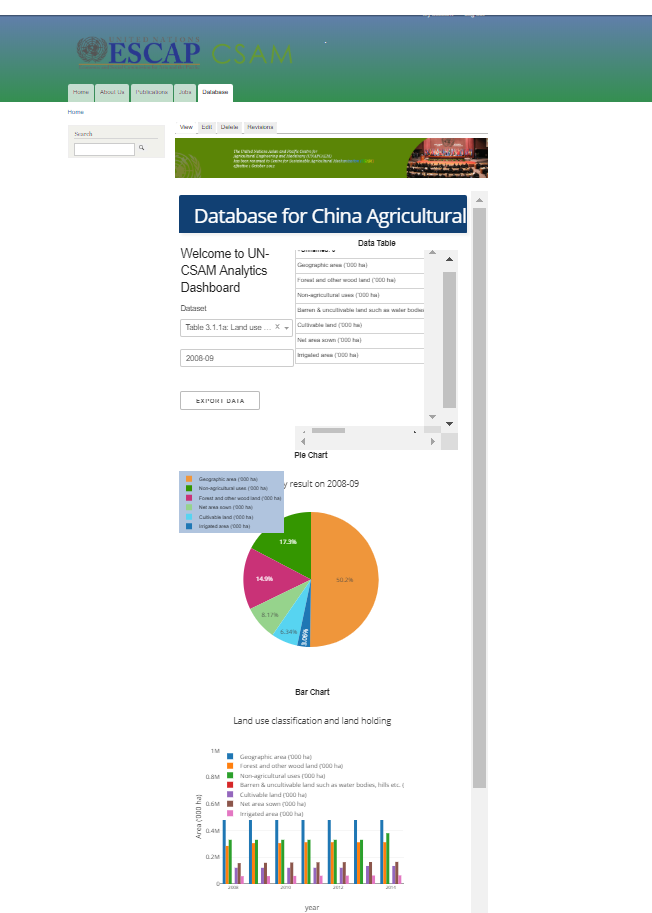 UNITED NATIONS
ESCAP CSAM
Home About Us Publications Jobs Database
Home
Search
View Edit Delete Revisions
The United Nations Asian and Pacific Centre for
Agricultural Engineering and Machinery (UNAPCAEM)
has been renamed as Centre for Sustainable Agricultural
Database for China Agricultural
Data Table
Welcome to UN-
CSAM Analytics
Dashboard
Dataset
Table 3.1.1a: Land use ... ×
2008-09
EXPORT DATA
Geographic area ('000 ha)
Forest and other wood land ('000 ha)
Non-agricultural uses ('000 ha)
Barren & uncultivable land such as water bodies
Cultivable land ('000 ha)
Net area sown ('000 ha)
Irrigated area ('000 ha)
Pie Chart
y result on 2008-09
Geographic area ('000 ha)
Non-agricultural uses ('000 ha)
Forest and other wood land ('000 ha)
Net area sown ('000 ha)
Cultivable land ('000 ha)
Irrigated area ('000 ha)
17.3%
14.9%
50.2%
8.17%
6.34%
3.06%
Bar Chart
Land use classification and land holding
Geographic area ('000 ha)
Forest and other wood land ('000 ha)
Non-agricultural uses ('000 ha)
Barren & uncultivable land such as water bodies, hills etc. (
Cultivable land ('000 ha)
Net area sown ('000 ha)
Irrigated area ('000 ha)
1M
0.8M
0.6M
0.4M
0.2M
0
Area ('000 ha)
2008 2010 2012 2014
year